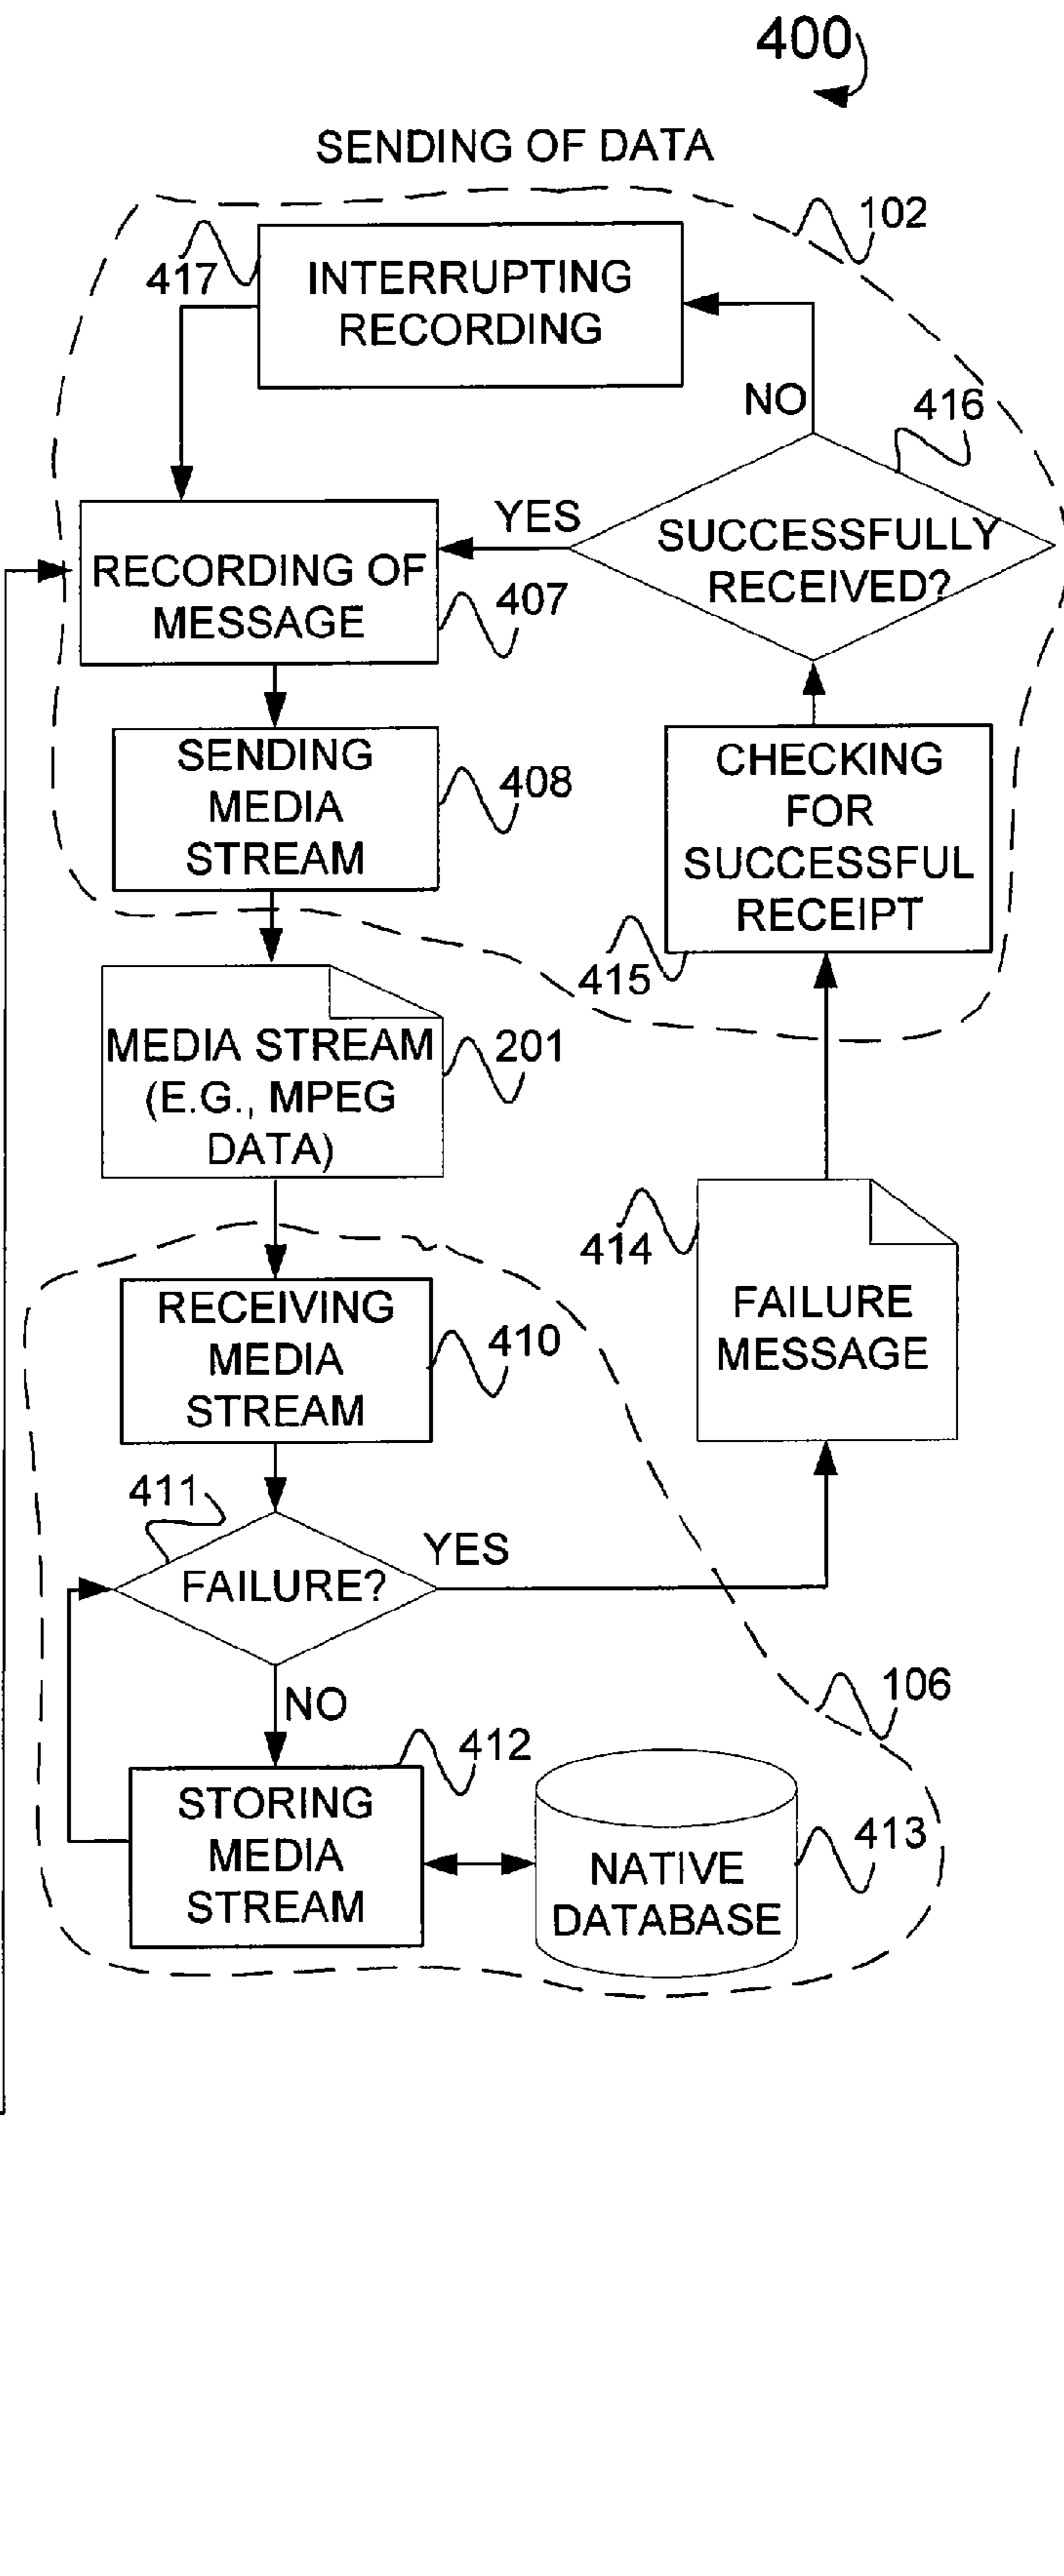 400
SENDING OF DATA
102
417
INTERRUPTING
RECORDING
NO
416
YES
SUCCESSFULLY
RECEIVED?
RECORDING OF
MESSAGE
407
SENDING
MEDIA
STREAM
408
CHECKING
FOR
SUCCESSFUL
RECEIPT
415
MEDIA STREAM
(E.G., MPEG
DATA)
201
414
FAILURE
MESSAGE
RECEIVING
MEDIA
STREAM
410
411
FAILURE?
YES
NO
106
412
STORING
MEDIA
STREAM
NATIVE
DATABASE
413